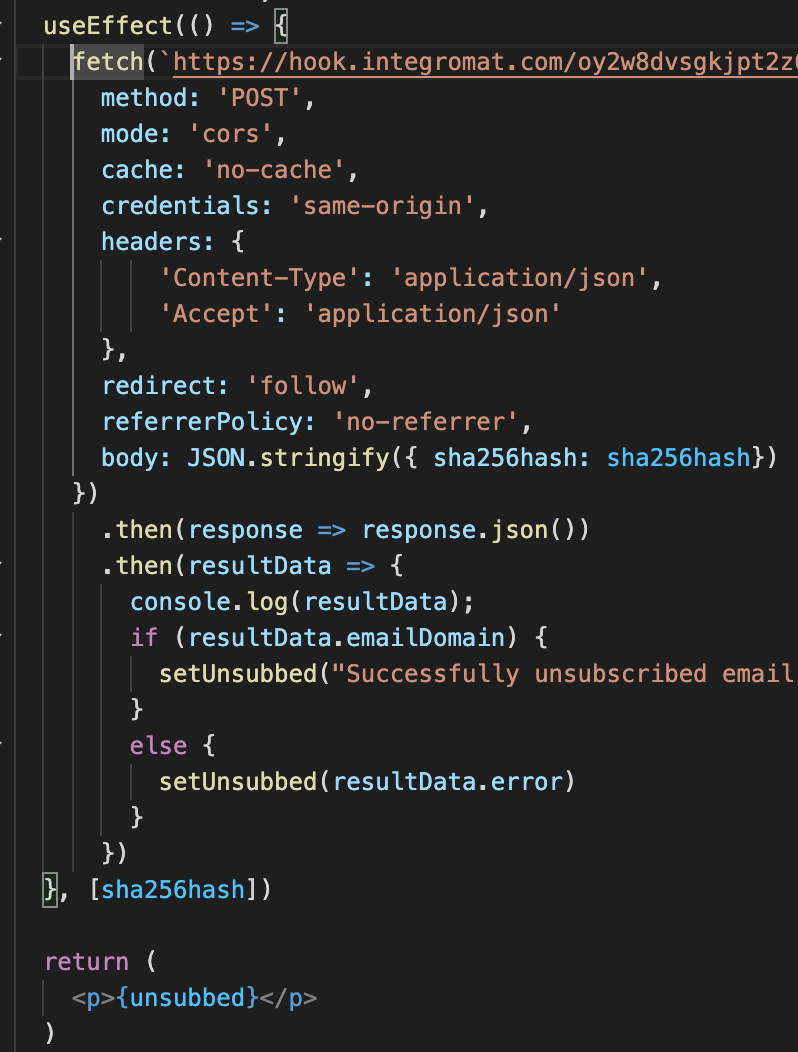 useEffect(() => {
fetch(`https://hook.integromat.com/oy2w8dvsgkjpt2z
method: 'POST',
mode: 'cors',
cache: 'no-cache',
credentials: 'same-origin',
headers: {
'Content-Type': 'application/json',
'Accept': 'application/json'
},
redirect: 'follow',
referrerPolicy: 'no-referrer',
body: JSON.stringify({ sha256hash: sha256hash})
})
.then(response => response.json())
.then(resultData => {
console.log(resultData);
if (resultData.emailDomain) {
setUnsubbed("Successfully unsubscribed email
}
else {
setUnsubbed(resultData.error)
}
})
}, [sha256hash])
return (
<p>{unsubbed}</p>
)